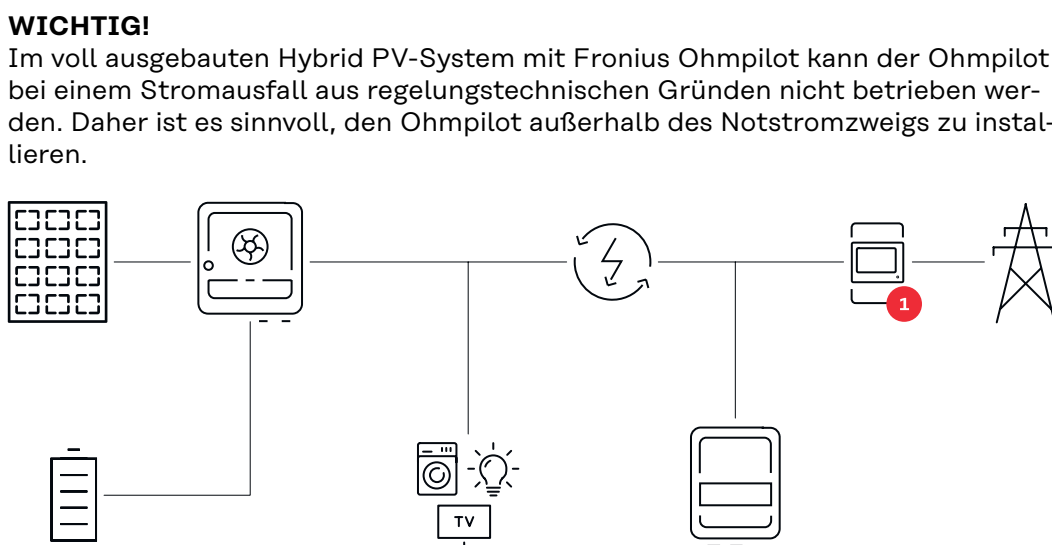 WICHTIG!
Im voll ausgebauten Hybrid PV-System mit Fronius Ohmpilot kann der Ohmpilot
bei einem Stromausfall aus regelungstechnischen Gründen nicht betrieben wer-
den. Daher ist es sinnvoll, den Ohmpilot außerhalb des Notstromzweigs zu instal-
lieren.
1
TV